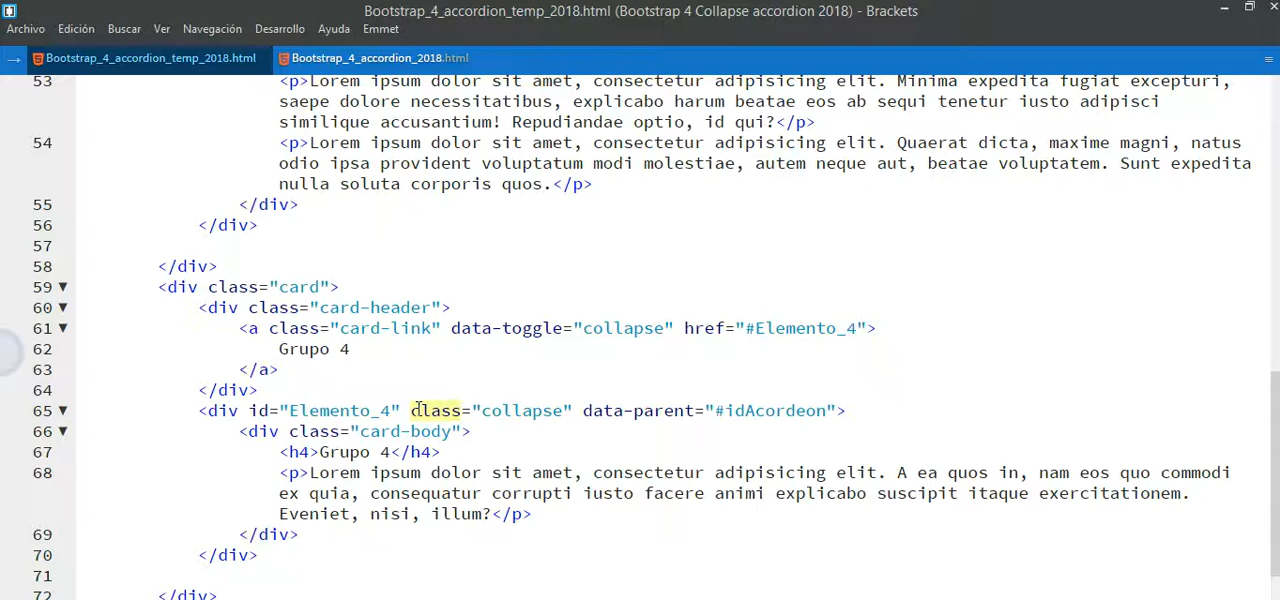 Bootstrap_4_accordion_temp_2018.html (Bootstrap 4 Collapse accordion 2018) - Brackets
Archivo Edición Buscar Ver Navegación Desarrollo Ayuda Emmet
→ Bootstrap_4_accordion_temp_2018.html Bootstrap_4_accordion_2018.html
53 <p>Lorem ipsum dolor sit amet, consectetur adipisicing elit. Minima expedita fugiat excepturi,
saepe dolore necessitatibus, explicabo harum beatae eos ab sequi tenetur iusto adipisci
similique accusantium! Repudiandae optio, id qui?</p>
54 <p>Lorem ipsum dolor sit amet, consectetur adipisicing elit. Quaerat dicta, maxime magni, natus
odio ipsa provident voluptatum modi molestiae, autem neque aut, beatae voluptatem. Sunt expedita
nulla soluta corporis quos.</p>
55 </div>
56 </div>
57
58 </div>
59 <div class="card">
60 <div class="card-header">
61 <a class="card-link" data-toggle="collapse" href="#Elemento_4">
62 Grupo 4
63 </a>
64 </div>
65 <div id="Elemento_4" class="collapse" data-parent="#idAcordeon">
66 <div class="card-body">
67 <h4>Grupo 4</h4>
68 <p>Lorem ipsum dolor sit amet, consectetur adipisicing elit. A ea quos in, nam eos quo commodi
ex quia, consequatur corrupti iusto facere animi explicabo suscipit itaque exercitationem.
Eveniet, nisi, illum?</p>
69 </div>
70 </div>
71
72 </div>